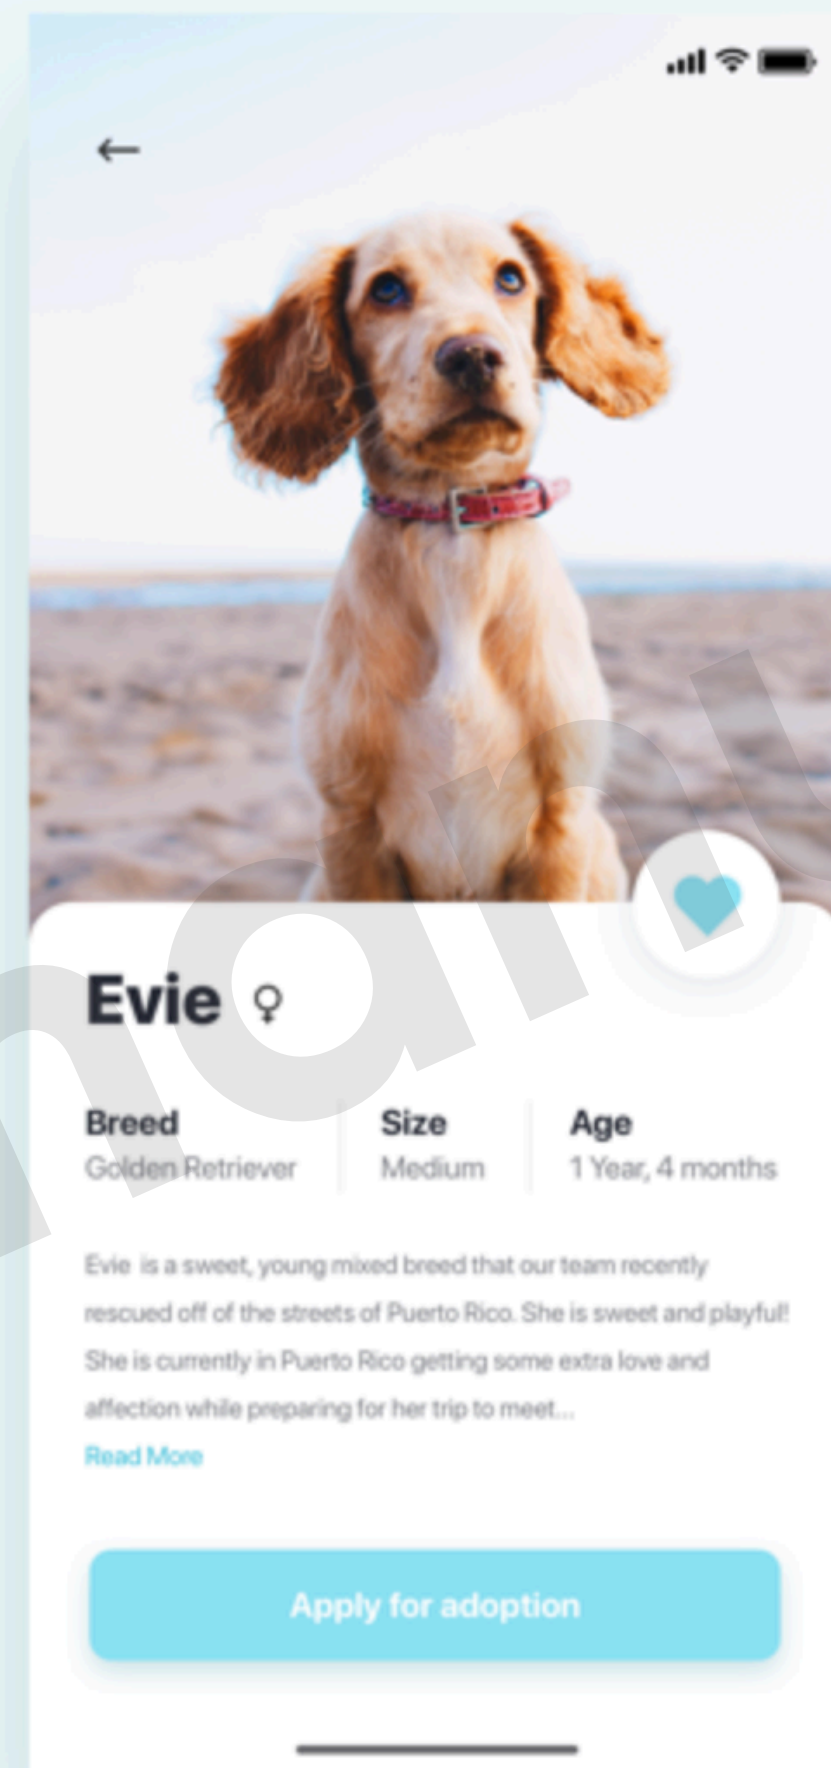 Evie
Breed Size Age
Golden Retriever Medium 1 Year, 4 months
Evie is a sweet, young mixed breed that our team recently
rescued off of the streets of Puerto Rico. She is sweet and playful!
She is currently in Puerto Rico getting some extra love and
affection while preparing for her trip to meet...
Read More
Apply for adoption